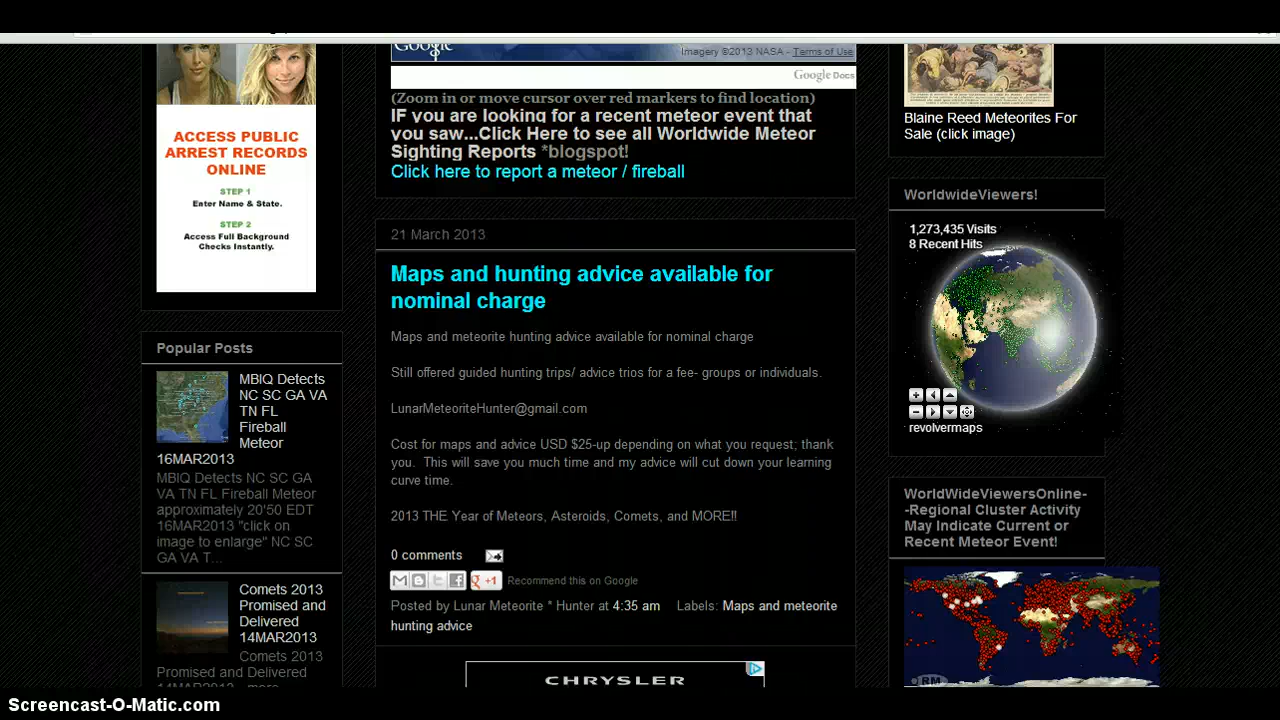 ACCESS PUBLIC
ARREST RECORDS
ONLINE
STEP 1
Enter Name & State.
STEP 2
Access Full Background
Checks Instantly.
Popular Posts
MBIQ Detects
NC SC GA VA
TN FL
Fireball
Meteor
16MAR2013
MBIQ Detects NC SC GA
VA TN FL Fireball Meteor
approximately 20'50 EDT
16MAR2013 "click on
image to enlarge" NC SC
GA VA T...
Comets 2013
Promised and
Delivered
14MAR2013
Comets 2013
Promised and Delivered
Google
Imagery ©2013 NASA - Terms of Use
Google Docs
(Zoom in or move cursor over red markers to find location)
IF you are looking for a recent meteor event that
you saw...Click Here to see all Worldwide Meteor
Sighting Reports *blogspot!
Click here to report a meteor / fireball
21 March 2013
Maps and hunting advice available for
nominal charge
Maps and meteorite hunting advice available for nominal charge
Still offered guided hunting trips/ advice trios for a fee- groups or individuals.
LunarMeteoriteHunter@gmail.com
Cost for maps and advice USD $25-up depending on what you request; thank
you. This will save you much time and my advice will cut down your learning
curve time.
2013 THE Year of Meteors, Asteroids, Comets, and MORE!!
0 comments
+1 Recommend this on Google
Posted by Lunar Meteorite * Hunter at 4:35 am Labels: Maps and meteorite
hunting advice
CHRYSLER
Blaine Reed Meteorites For
Sale (click image)
WorldwideViewers!
1,273,435 Visits
8 Recent Hits
revolvermaps
WorldWideViewersOnline-
-Regional Cluster Activity
May Indicate Current or
Recent Meteor Event!
RM
Screencast-O-Matic.com